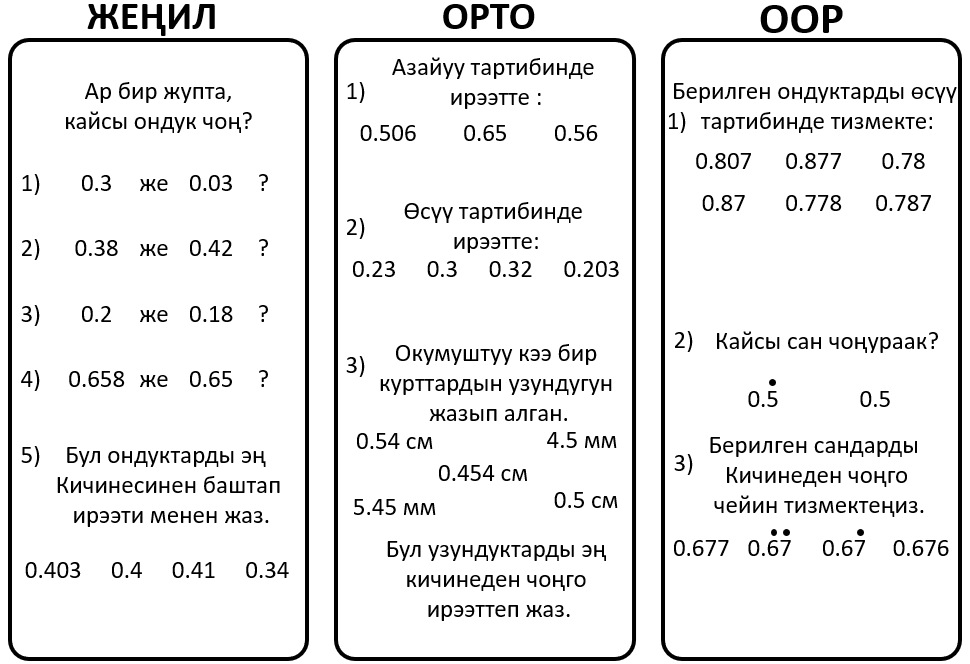 ЖЕҢИЛ
Ар бир жупта,
кайсы ондук чоң?
1) 0.3 же 0.03 ?
2) 0.38 же 0.42 ?
3) 0.2 же 0.18 ?
4) 0.658 же 0.65 ?
5) Бул ондуктарды эң
Кичинесинен баштап
ирээти менен жаз.
0.403 0.4 0.41 0.34
ОРТО
1) Азайуу тартибинде
ирээтте :
0.506 0.65 0.56
2) Өсүү тартибинде
ирээтте:
0.23 0.3 0.32 0.203
3) Окумуштуу кээ бир
курттардын узундугун
жазып алган.
0.54 см 4.5 мм
0.454 см
5.45 мм 0.5 см
Бул узундуктарды эң
кичинеден чоңго
ирээттеп жаз.
ООР
Берилген ондуктарды өсүү
1) тартибинде тизмекте:
0.807 0.877 0.78
0.87 0.778 0.787
2) Кайсы сан чоңураак?
0.5̇ 0.5
3) Берилген сандарды
Кичинеден чоңго
чейин тизмектеңиз.
0.677 0.6̇7̇ 0.67̇ 0.676